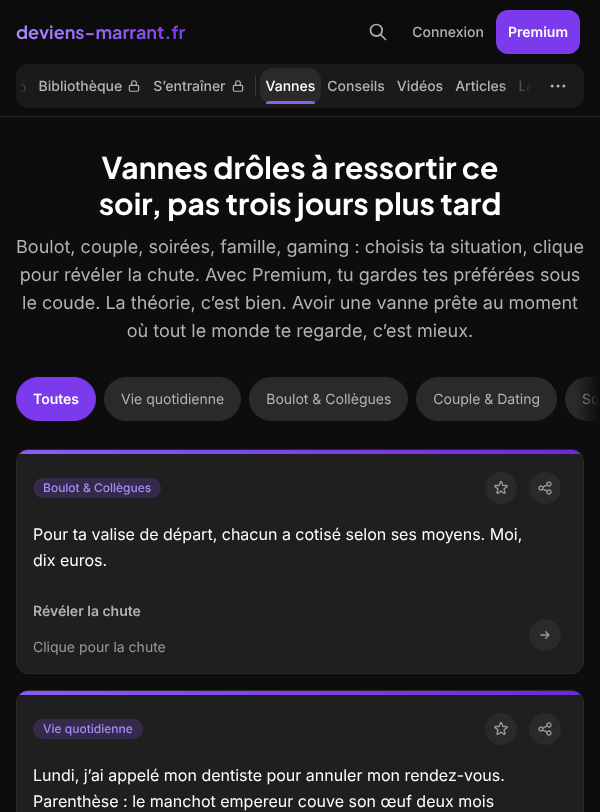 deviens-marrant.fr
Connexion
Premium
Bibliothèque
S'entraîner
Vannes
Conseils
Vidéos
Articles
Vannes drôles à ressortir ce
soir, pas trois jours plus tard
Boulot, couple, soirées, famille, gaming : choisis ta situation, clique
pour révéler la chute. Avec Premium, tu gardes tes préférées sous
le coude. La théorie, c'est bien. Avoir une vanne prête au moment
où tout le monde te regarde, c'est mieux.
Toutes
Vie quotidienne
Boulot & Collègues
Couple & Dating
Boulot & Collègues
Pour ta valise de départ, chacun a cotisé selon ses moyens. Moi,
dix euros.
Révéler la chute
Clique pour la chute
Vie quotidienne
Lundi, j'ai appelé mon dentiste pour annuler mon rendez-vous.
Parenthèse : le manchot empereur couve son œuf deux mois